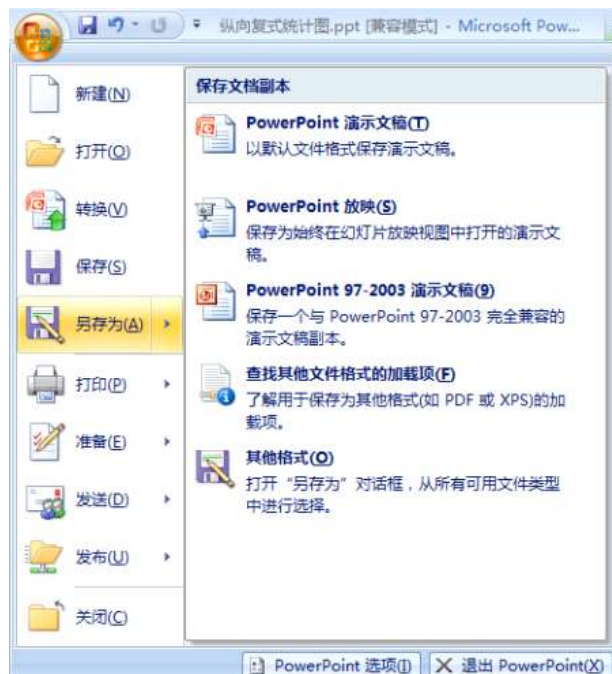 纵向复式统计图.ppt [兼容模式] - Microsoft Pow...
新建(N)
打开(O)
转换(V)
保存(S)
另存为(A)
打印(P)
准备(E)
发送(D)
发布(U)
关闭(C)
保存文档副本
PowerPoint 演示文稿(T)
以默认文件格式保存演示文稿。
PowerPoint 放映(S)
保存为始终在幻灯片放映视图中打开的演示文
稿。
PowerPoint 97-2003 演示文稿(9)
保存一个与 PowerPoint 97-2003 完全兼容的
演示文稿副本。
查找其他文件格式的加载项(F)
了解用于保存为其他格式(如 PDF 或 XPS)的加
载项。
其他格式(O)
打开“另存为”对话框，从所有可用文件类型
中进行选择。
PowerPoint 选项(I)
退出 PowerPoint(X)